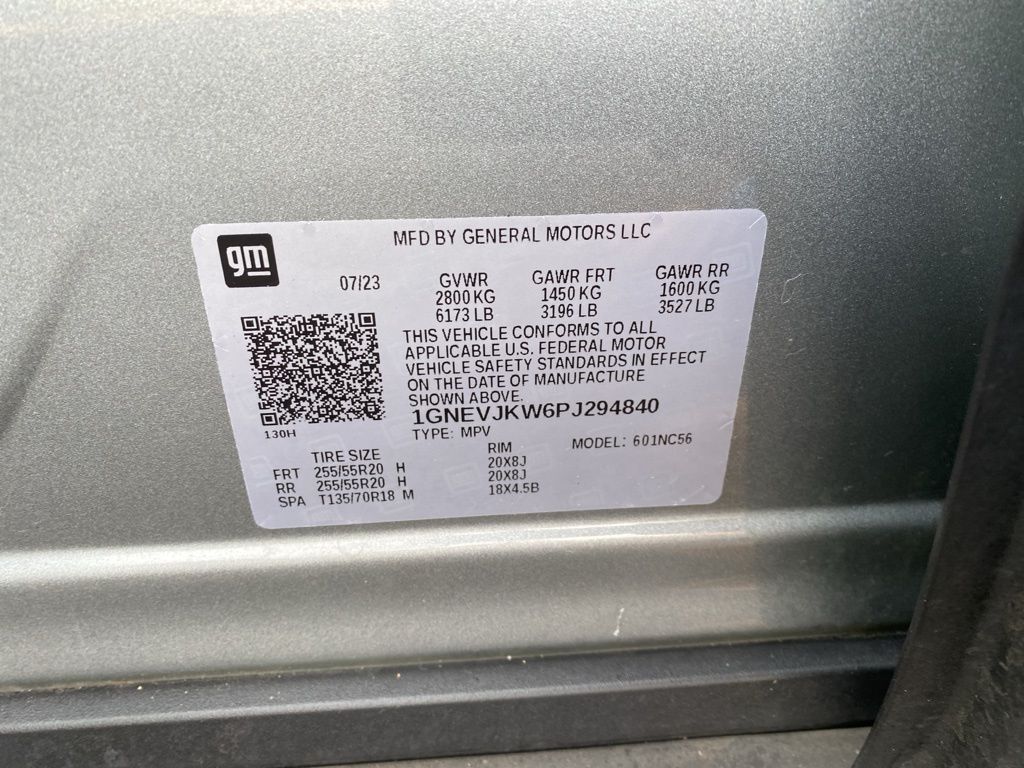 gm
MFD BY GENERAL MOTORS LLC
07/23 GVWR GAWR FRT GAWR RR
2800 KG 1450 KG 1600 KG
6173 LB 3196 LB 3527 LB
THIS VEHICLE CONFORMS TO ALL
APPLICABLE U.S. FEDERAL MOTOR
VEHICLE SAFETY STANDARDS IN EFFECT
ON THE DATE OF MANUFACTURE
SHOWN ABOVE.
1GNEVJKW6PJ294840
130H
TYPE: MPV MODEL: 601NC56
TIRE SIZE RIM
FRT 255/55R20 H 20X8J
RR 255/55R20 H 20X8J
SPA T135/70R18 M 18X4.5B